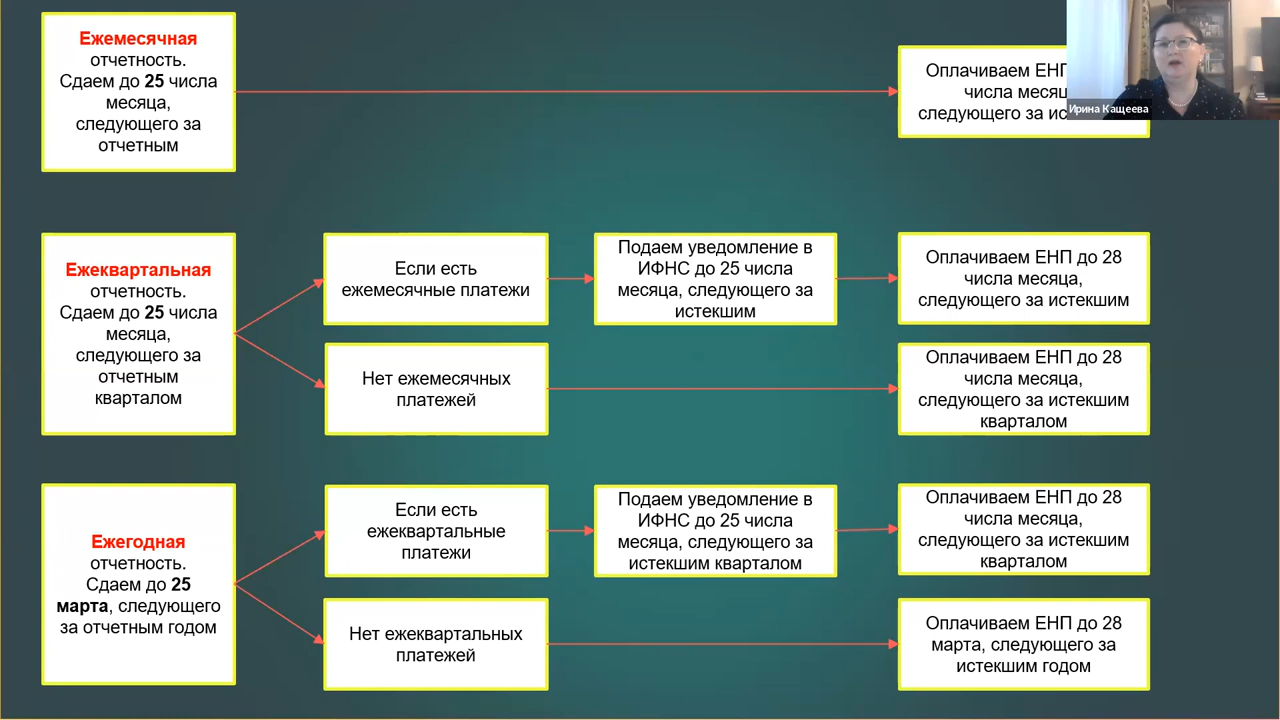 Ежемесячная
отчетность.
Сдаем до 25 числа
месяца,
следующего за
отчетным
Оплачиваем ЕНП
числа месяц
следующего за ис
Ирина Кащеева
Ежеквартальная
отчетность.
Сдаем до 25 числа
месяца,
следующего за
отчетным
кварталом
Если есть
ежемесячные платежи
Подаем уведомление в
ИФНС до 25 числа
месяца, следующего за
истекшим
Оплачиваем ЕНП до 28
числа месяца,
следующего за истекшим
Нет ежемесячных
платежей
Оплачиваем ЕНП до 28
числа месяца,
следующего за истекшим
кварталом
Ежегодная
отчетность.
Сдаем до 25
марта, следующего
за отчетным годом
Если есть
ежеквартальные
платежи
Подаем уведомление в
ИФНС до 25 числа
месяца, следующего за
истекшим кварталом
Оплачиваем ЕНП до 28
числа месяца,
следующего за истекшим
кварталом
Нет ежеквартальных
платежей
Оплачиваем ЕНП до 28
марта, следующего за
истекшим годом